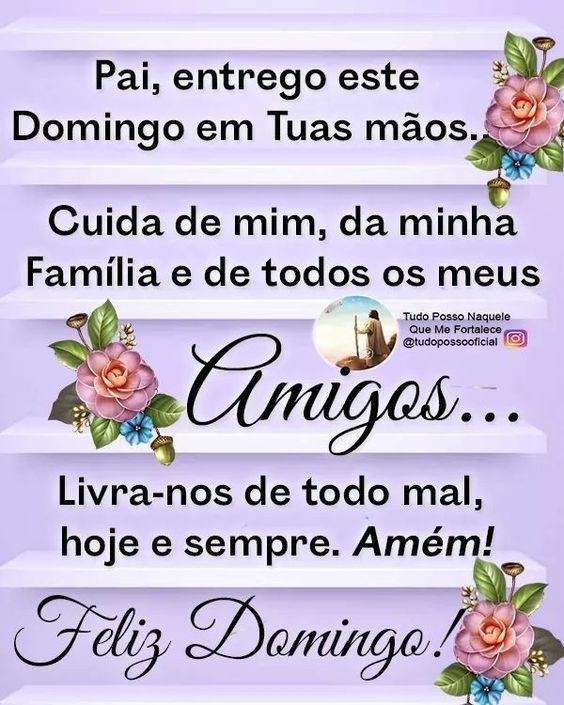 Pai, entrego este
Domingo em Tuas mãos..
Cuida de mim, da minha
Família e de todos os meus
Tudo Posso Naquele
Que Me Fortalece
@tudopossooficial
Amigos...
Livra-nos de todo mal,
hoje e sempre. Amém!
Feliz Domingo!